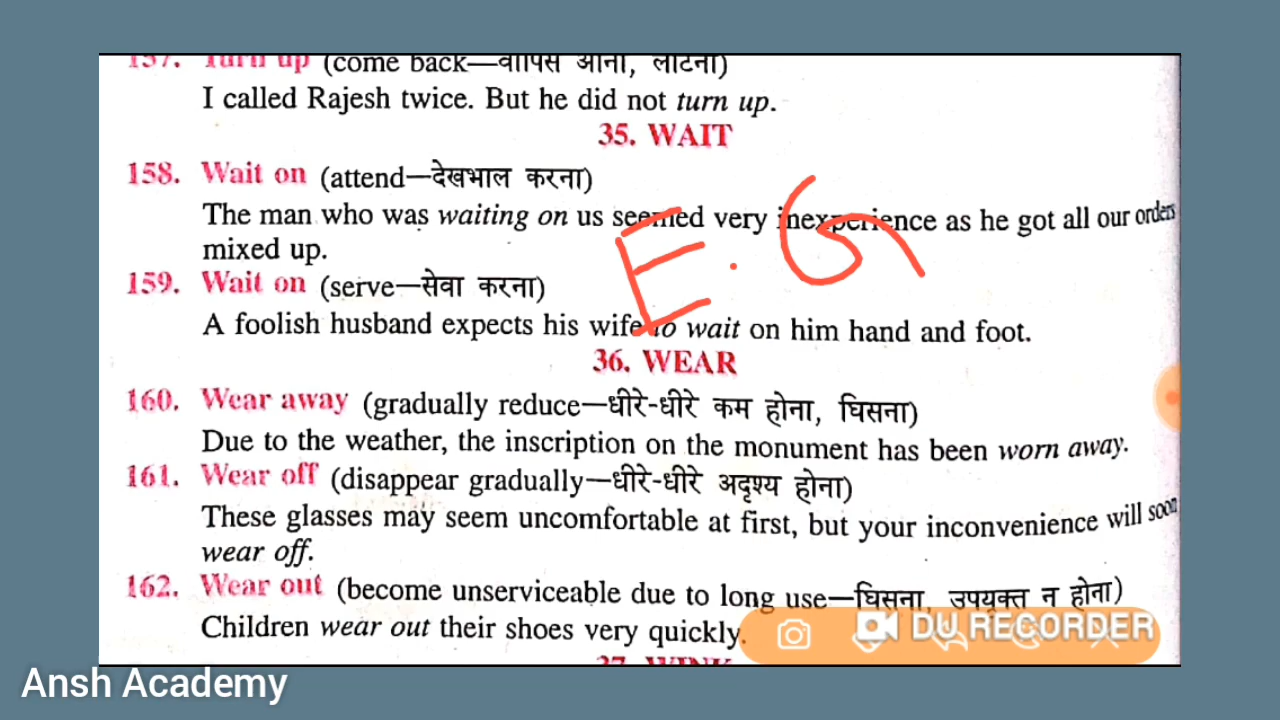 157. Turn up (come back—वापिस आना, लौटना)
I called Rajesh twice. But he did not turn up.
35. WAIT
158. Wait on (attend—देखभाल करना)
The man who was waiting on us seemed very inexperience as he got all our orders
mixed up.
159. Wait on (serve—सेवा करना)
E.G
A foolish husband expects his wife to wait on him hand and foot.
36. WEAR
160. Wear away (gradually reduce—धीरे-धीरे कम होना, घिसना)
Due to the weather, the inscription on the monument has been worn away.
161. Wear off (disappear gradually—धीरे-धीरे अदृश्य होना)
These glasses may seem uncomfortable at first, but your inconvenience will soon
wear off.
162. Wear out (become unserviceable due to long use—घिसना, उपयुक्त न होना)
Children wear out their shoes very quickly.
DU RECORDER
37. WINK
Ansh Academy